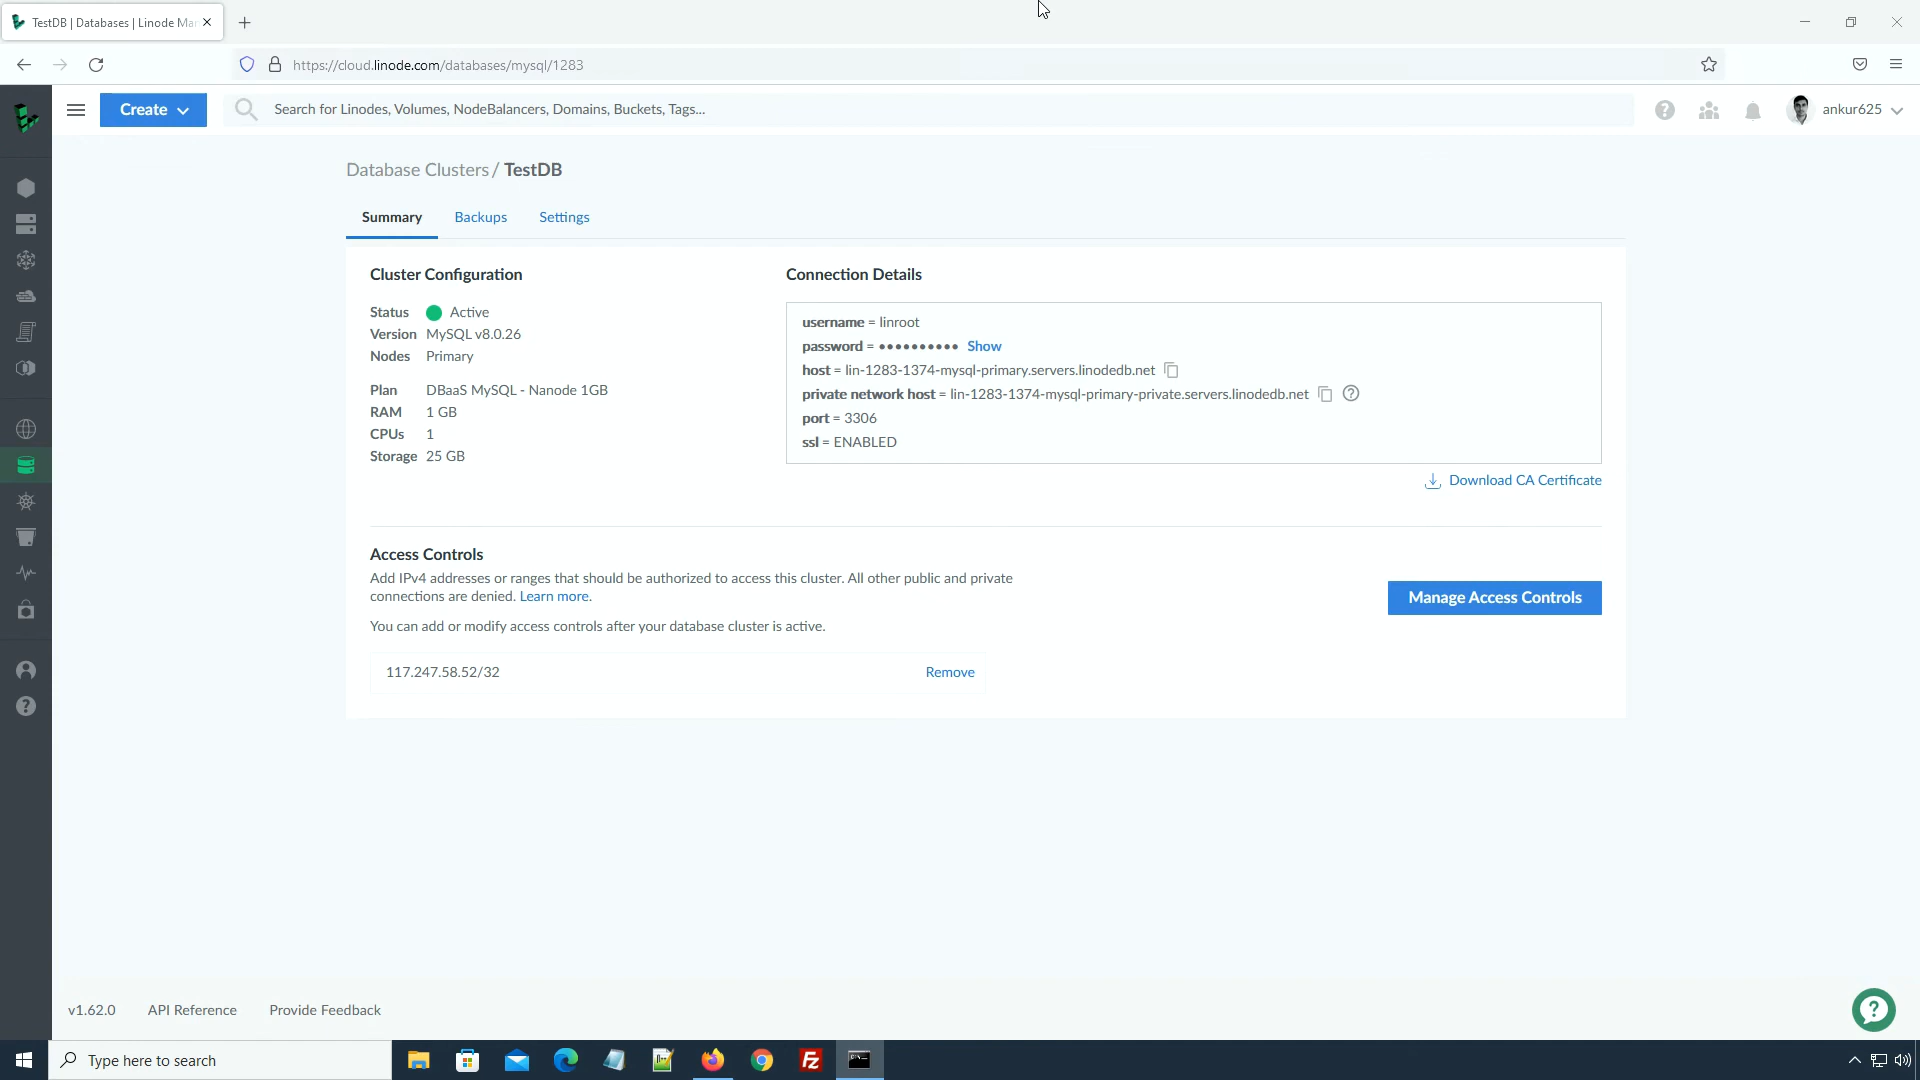 TestDB | Databases | Linode Ma
https://cloud.linode.com/databases/mysql/1283
Create
Search for Linodes, Volumes, NodeBalancers, Domains, Buckets, Tags...
ankur625
Database Clusters / TestDB
Summary
Backups
Settings
Cluster Configuration
Status Active
Version MySQL v8.0.26
Nodes Primary
Plan DBaaS MySQL - Nanode 1GB
RAM 1 GB
CPUs 1
Storage 25 GB
Connection Details
username = linroot
password = •••••••••• Show
host = lin-1283-1374-mysql-primary.servers.linodedb.net
private network host = lin-1283-1374-mysql-primary-private.servers.linodedb.net
port = 3306
ssl = ENABLED
Download CA Certificate
Access Controls
Add IPv4 addresses or ranges that should be authorized to access this cluster. All other public and private
connections are denied. Learn more.
You can add or modify access controls after your database cluster is active.
Manage Access Controls
117.247.58.52/32
Remove
v1.62.0
API Reference
Provide Feedback
Type here to search